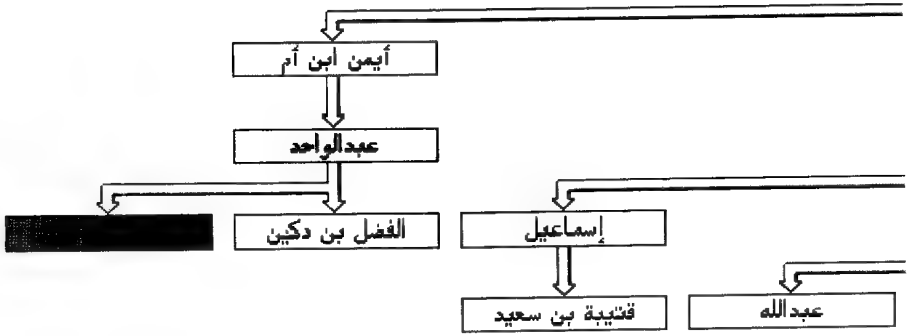 أيمن ابن أم
عبدالواحد
إسماعيل
الفضل بن دكين
عبدالله
قتيبة بن سعيد